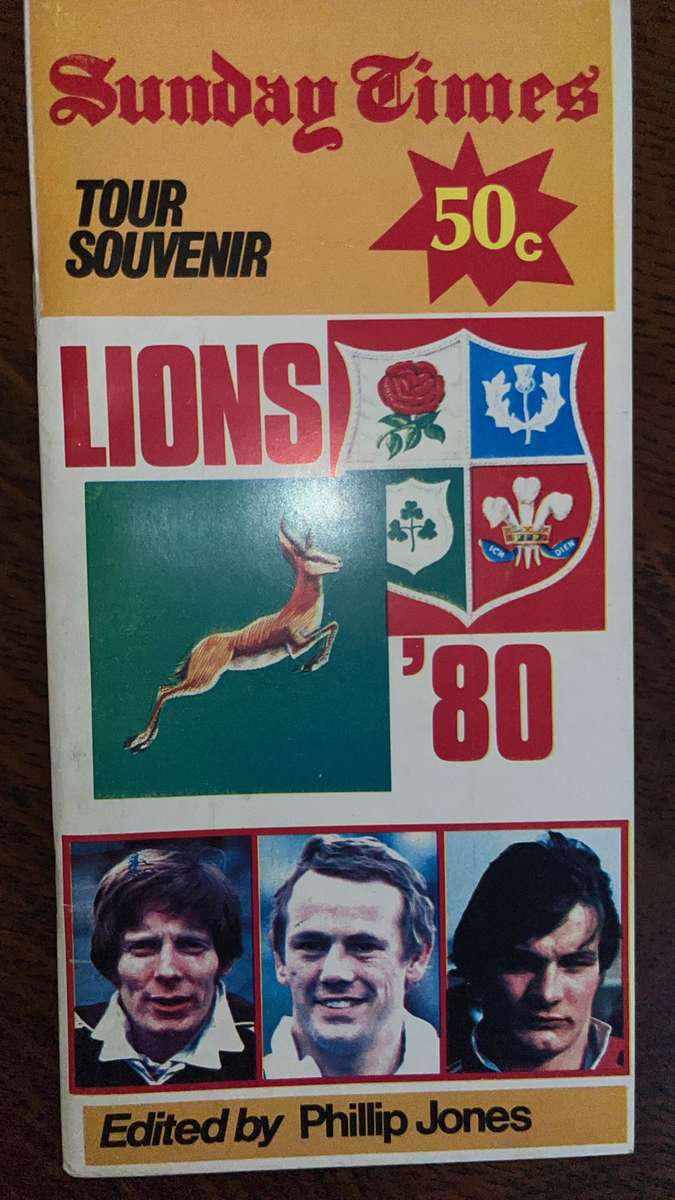 Sunday Times
TOUR
SOUVENIR
50c
LIONS
ICH DIEN
'80
Edited by Phillip Jones